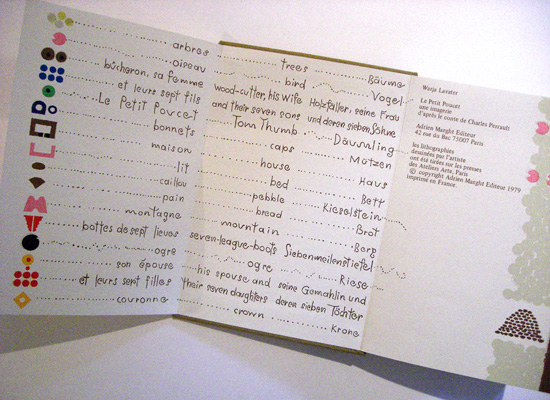 arbres trees Bäume
oiseau bird Vogel
bûcheron, sa femme wood-cutter, his wife Holzfäller, seine Frau
et leurs sept fils and their seven sons und deren sieben Söhne
Le Petit Poucet Tom Thumb Däumling
bonnets caps Mützen
maison house Haus
lit bed Bett
caillou pebble Kieselstein
pain bread Brot
montagne mountain Berg
bottes de sept lieues seven-league-boots Siebenmeilenstiefel
ogre ogre Riese
son épouse his spouse and seine Gemahlin und
et leurs sept filles their seven daughters deren sieben Töchter
couronne crown Krone
Warja Lavater
Le Petit Poucet
une imagerie
d'après le conte de Charles Perrault
Adrien Maeght Editeur
42 rue du Bac 75007 Paris
les lithographies
dessinées par l'artiste
ont été tirées sur les presses
des Ateliers Arte, Paris
© copyright Adrien Maeght Editeur 1979
imprimé en France.